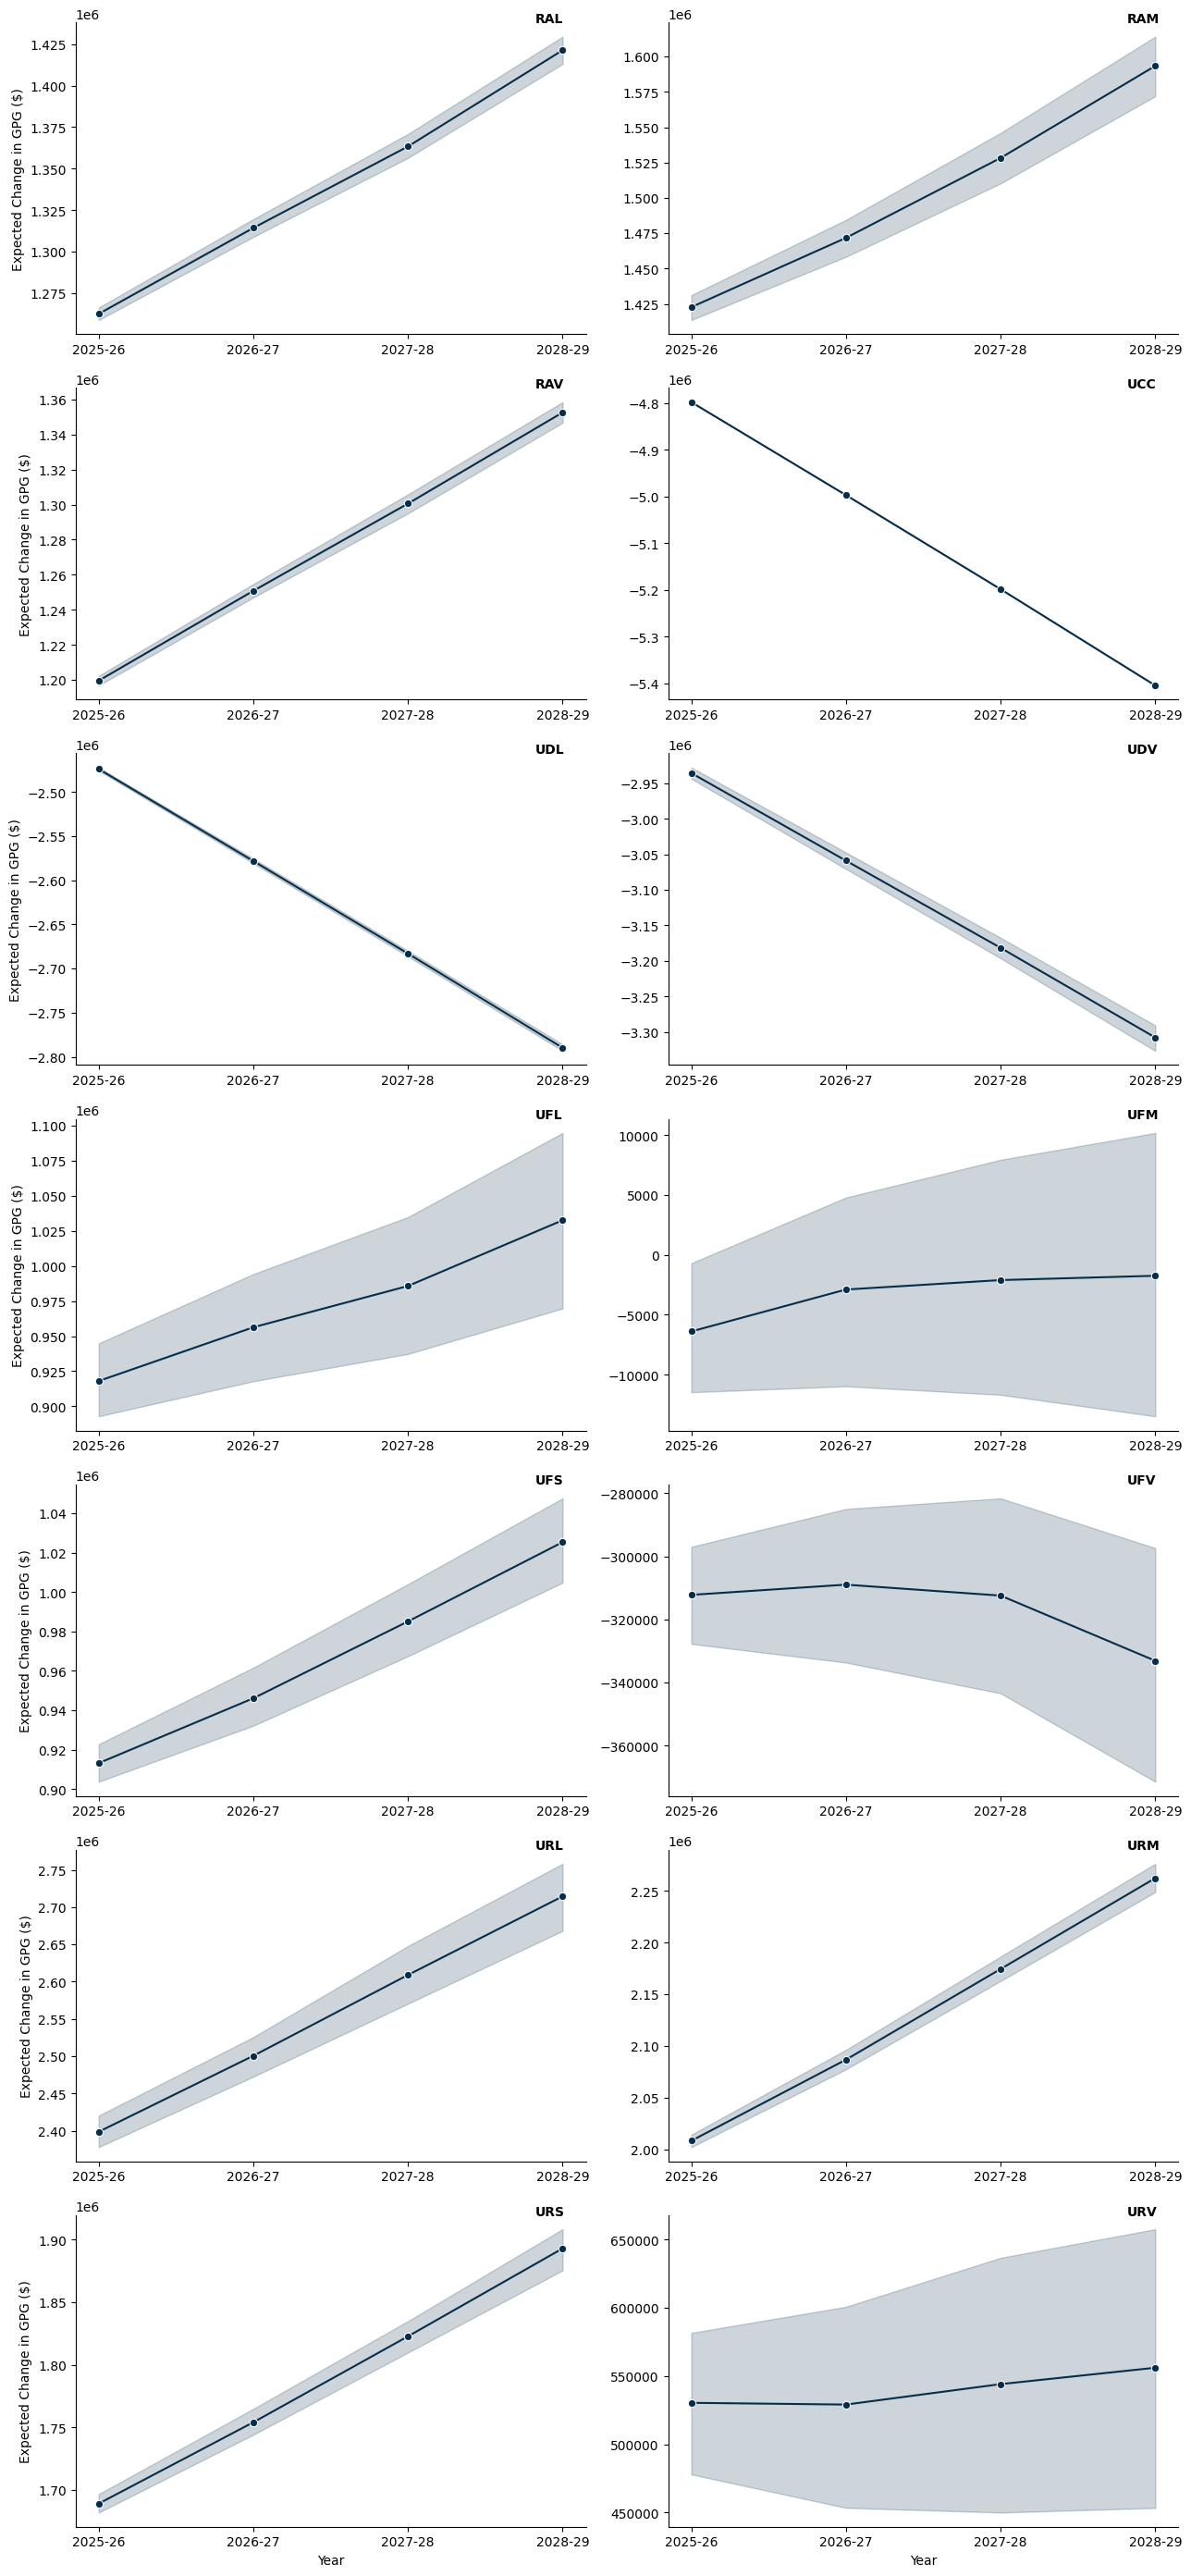 1e6 RAL
Expected Change in GPG ($)
1.425
1.400
1.375
1.350
1.325
1.300
1.275
2025-26 2026-27 2027-28 2028-29
1e6 RAM
1.600
1.575
1.550
1.525
1.500
1.475
1.450
1.425
2025-26 2026-27 2027-28 2028-29
1e6 RAV
Expected Change in GPG ($)
1.36
1.34
1.32
1.30
1.28
1.26
1.24
1.22
1.20
2025-26 2026-27 2027-28 2028-29
1e6 UCC
−4.8
−4.9
−5.0
−5.1
−5.2
−5.3
−5.4
2025-26 2026-27 2027-28 2028-29
1e6 UDL
Expected Change in GPG ($)
−2.50
−2.55
−2.60
−2.65
−2.70
−2.75
−2.80
2025-26 2026-27 2027-28 2028-29
1e6 UDV
−2.95
−3.00
−3.05
−3.10
−3.15
−3.20
−3.25
−3.30
2025-26 2026-27 2027-28 2028-29
1e6 UFL
Expected Change in GPG ($)
1.100
1.075
1.050
1.025
1.000
0.975
0.950
0.925
0.900
2025-26 2026-27 2027-28 2028-29
UFM
10000
5000
0
−5000
−10000
2025-26 2026-27 2027-28 2028-29
1e6 UFS
Expected Change in GPG ($)
1.04
1.02
1.00
0.98
0.96
0.94
0.92
0.90
2025-26 2026-27 2027-28 2028-29
UFV
−280000
−300000
−320000
−340000
−360000
2025-26 2026-27 2027-28 2028-29
1e6 URL
Expected Change in GPG ($)
2.75
2.70
2.65
2.60
2.55
2.50
2.45
2.40
2025-26 2026-27 2027-28 2028-29
1e6 URM
2.25
2.20
2.15
2.10
2.05
2.00
2025-26 2026-27 2027-28 2028-29
1e6 URS
Expected Change in GPG ($)
1.90
1.85
1.80
1.75
1.70
2025-26 2026-27 2027-28 2028-29
Year
URV
650000
600000
550000
500000
450000
2025-26 2026-27 2027-28 2028-29
Year